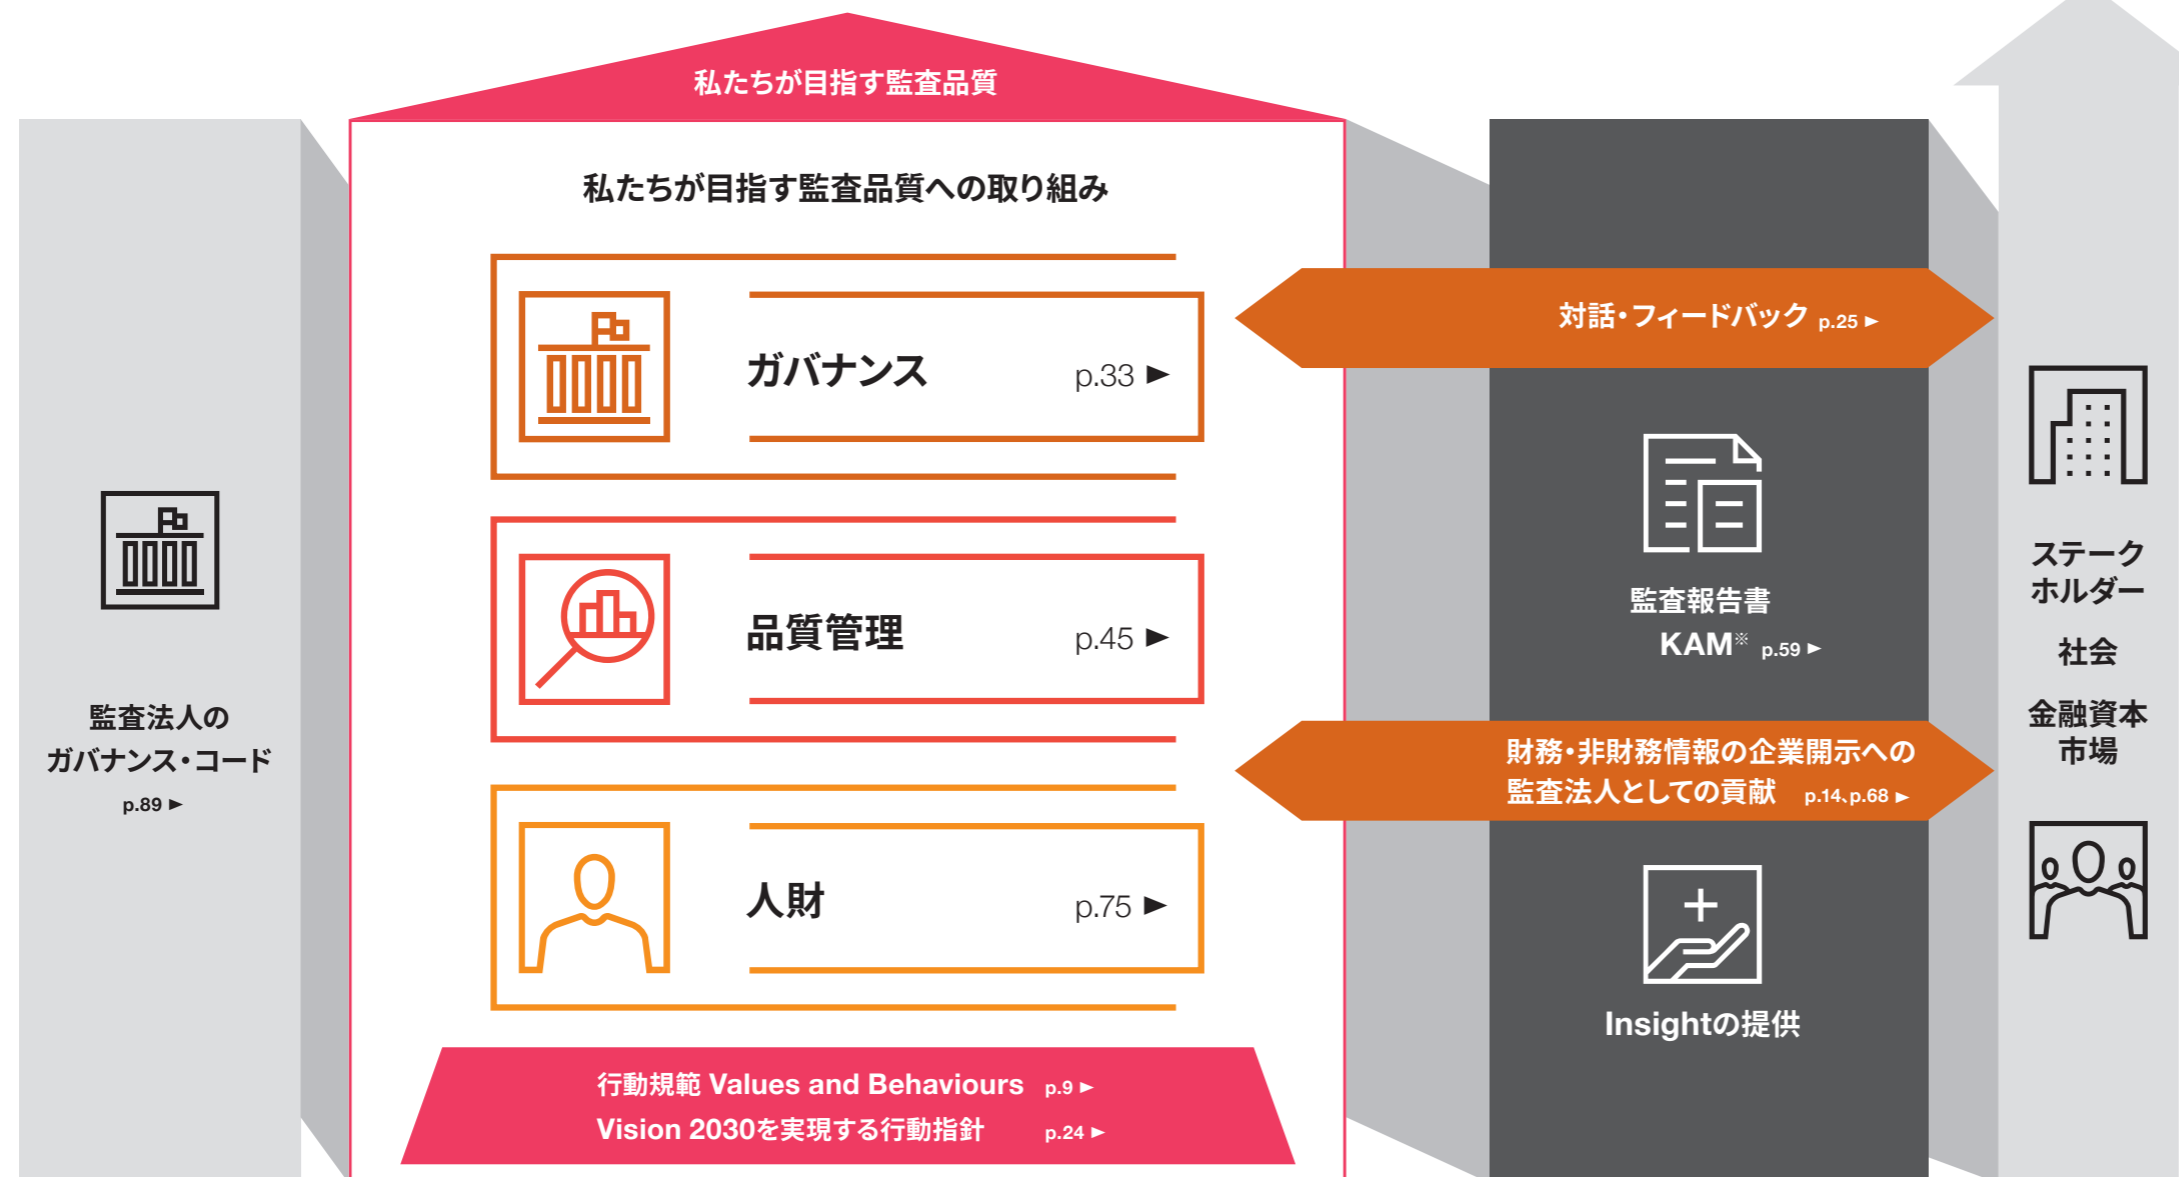 私たちが目指す監査品質
私たちが目指す監査品質への取り組み
監査法人の
ガバナンス・コード
p.89 ►
ガバナンス p.33 ►
品質管理 p.45 ►
人財 p.75 ►
行動規範 Values and Behaviours p.9 ►
Vision 2030を実現する行動指針 p.24 ►
対話・フィードバック p.25 ►
監査報告書
KAM※ p.59 ►
財務・非財務情報の企業開示への
監査法人としての貢献 p.14、p.68 ►
Insightの提供
ステーク
ホルダー
社会
金融資本
市場